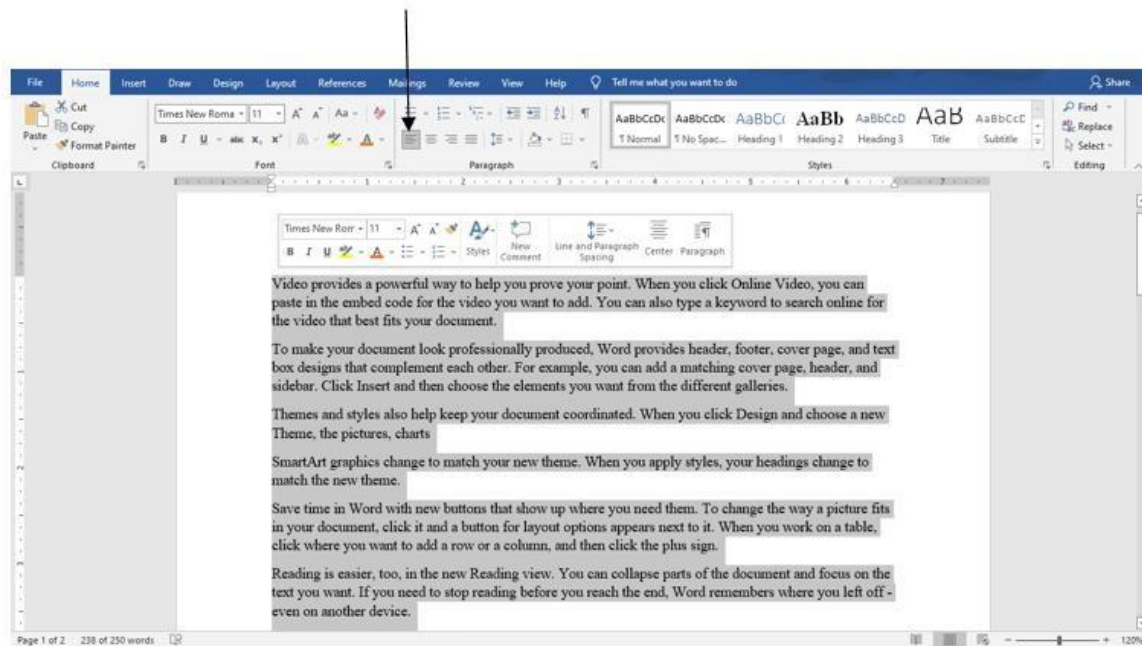 File Home Insert Draw Design Layout References Mailings Review View Help Tell me what you want to do Share
Cut
Copy
Format Painter
Paste
Times New Roma 11 A A Aa
B I U abc x, x² A
AaBbCcDc AaBbCcDc AaBbCc AaBb AaBbCcD AaB AaBbCcD
¶ Normal ¶ No Spac... Heading 1 Heading 2 Heading 3 Title Subtitle
Find
Replace
Select
Clipboard Font Paragraph Styles Editing
1 2 3 4 5 6 7
Times New Rorr 11 A A
B I U A Styles New Comment Line and Paragraph Spacing Center Paragraph
Video provides a powerful way to help you prove your point. When you click Online Video, you can
paste in the embed code for the video you want to add. You can also type a keyword to search online for
the video that best fits your document.
To make your document look professionally produced, Word provides header, footer, cover page, and text
box designs that complement each other. For example, you can add a matching cover page, header, and
sidebar. Click Insert and then choose the elements you want from the different galleries.
Themes and styles also help keep your document coordinated. When you click Design and choose a new
Theme, the pictures, charts
SmartArt graphics change to match your new theme. When you apply styles, your headings change to
match the new theme.
Save time in Word with new buttons that show up where you need them. To change the way a picture fits
in your document, click it and a button for layout options appears next to it. When you work on a table,
click where you want to add a row or a column, and then click the plus sign.
Reading is easier, too, in the new Reading view. You can collapse parts of the document and focus on the
text you want. If you need to stop reading before you reach the end, Word remembers where you left off -
even on another device.
Page 1 of 2 238 of 250 words 120%